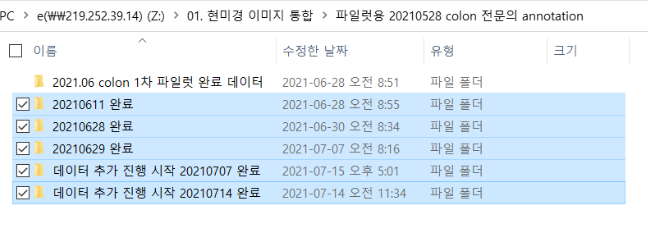 PC > e(₩₩219.252.39.14) (Z:) > 01. 현미경 이미지 통합 > 파일럿용 20210528 colon 전문의 annotation
이름 수정한 날짜 유형 크기
2021.06 colon 1차 파일럿 완료 데이터 2021-06-28 오전 8:51 파일 폴더
20210611 완료 2021-06-28 오전 8:55 파일 폴더
20210628 완료 2021-06-30 오전 8:34 파일 폴더
20210629 완료 2021-07-07 오전 8:16 파일 폴더
데이터 추가 진행 시작 20210707 완료 2021-07-15 오후 5:01 파일 폴더
데이터 추가 진행 시작 20210714 완료 2021-07-14 오전 11:34 파일 폴더